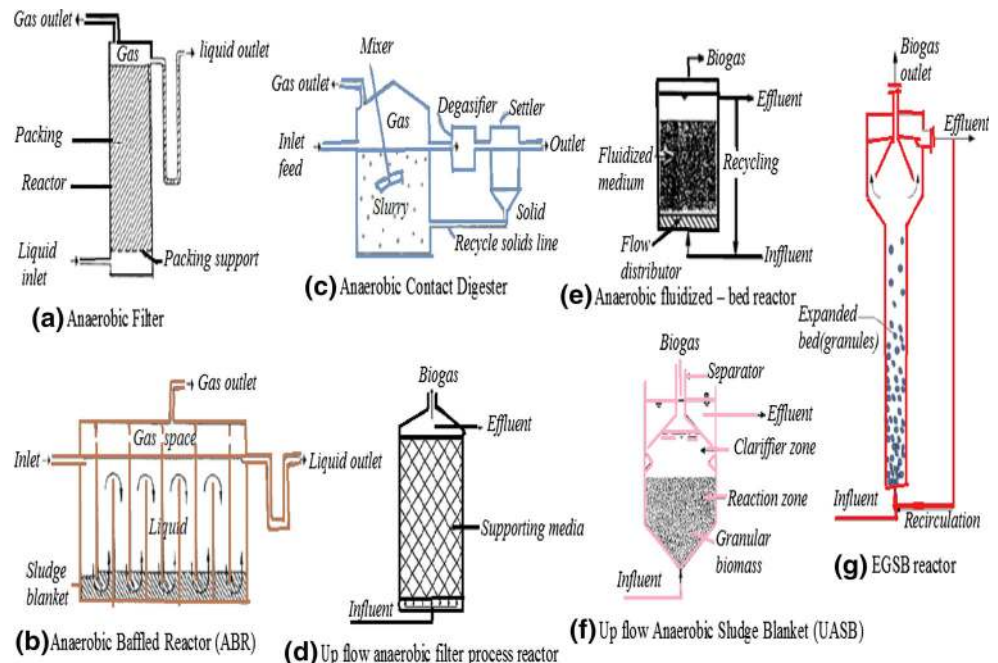 Gas outlet
Gas
liquid outlet
Packing
Reactor
Liquid
inlet
Packing support
(a) Anaerobic Filter
Gas outlet
Gas space
Inlet
Liquid outlet
Liquid
Sludge
blanket
(b) Anaerobic Baffled Reactor (ABR)
Mixer
Gas outlet
Degasifier
Settler
Gas
Inlet
feed
Outlet
Slurry
Solid
Recycle solids line
(c) Anaerobic Contact Digester
Biogas
Effluent
Supporting media
Influent
(d) Up flow anaerobic filter process reactor
Biogas
Effluent
Fluidized
medium
Recycling
Flow
distributor
Inffluent
(e) Anaerobic fluidized – bed reactor
Biogas
Separator
Effluent
Clariffier zone
Reaction zone
Granular
biomass
Influent
(f) Up flow Anaerobic Sludge Blanket (UASB)
Biogas
outlet
Effluent
Expanded
bed(granules)
Influent
Recirculation
(g) EGSB reactor